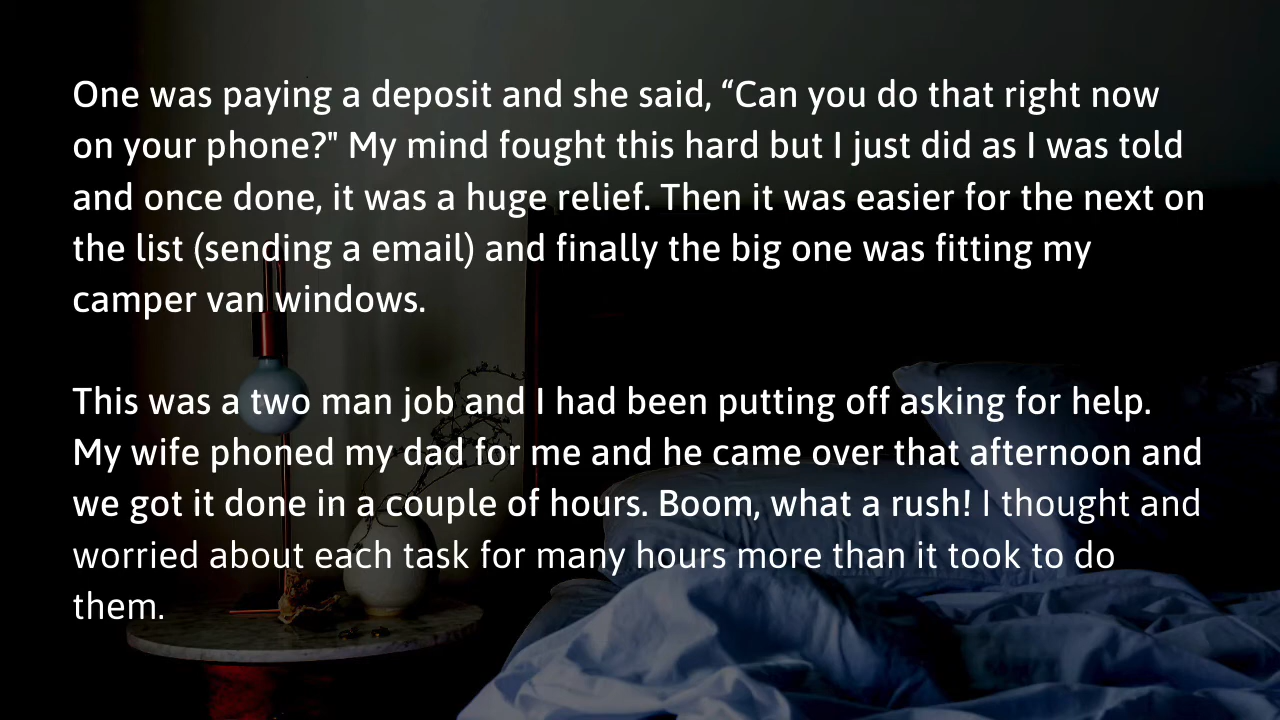 One was paying a deposit and she said, “Can you do that right now
on your phone?" My mind fought this hard but I just did as I was told
and once done, it was a huge relief. Then it was easier for the next on
the list (sending a email) and finally the big one was fitting my
camper van windows.
This was a two man job and I had been putting off asking for help.
My wife phoned my dad for me and he came over that afternoon and
we got it done in a couple of hours. Boom, what a rush! I thought and
worried about each task for many hours more than it took to do
them.